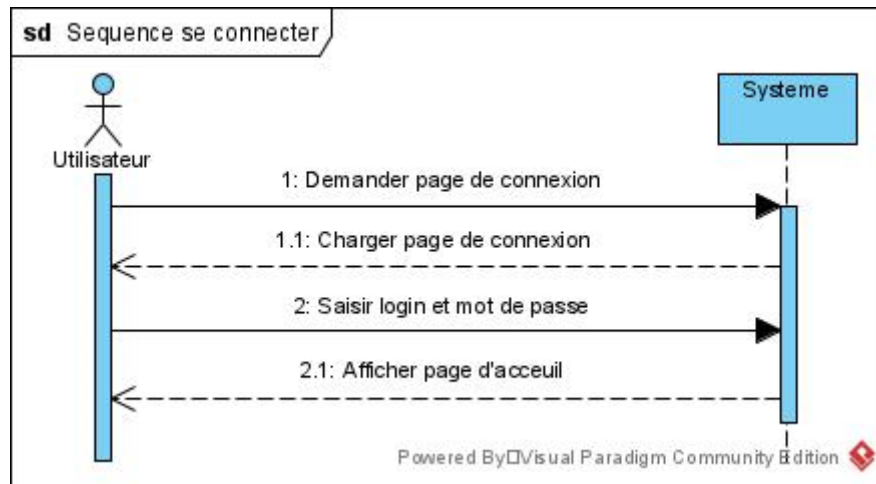 sd Sequence se connecter
Systeme
Utilisateur
1: Demander page de connexion
1.1: Charger page de connexion
2: Saisir login et mot de passe
2.1: Afficher page d'acceuil
Powered By□Visual Paradigm Community Edition